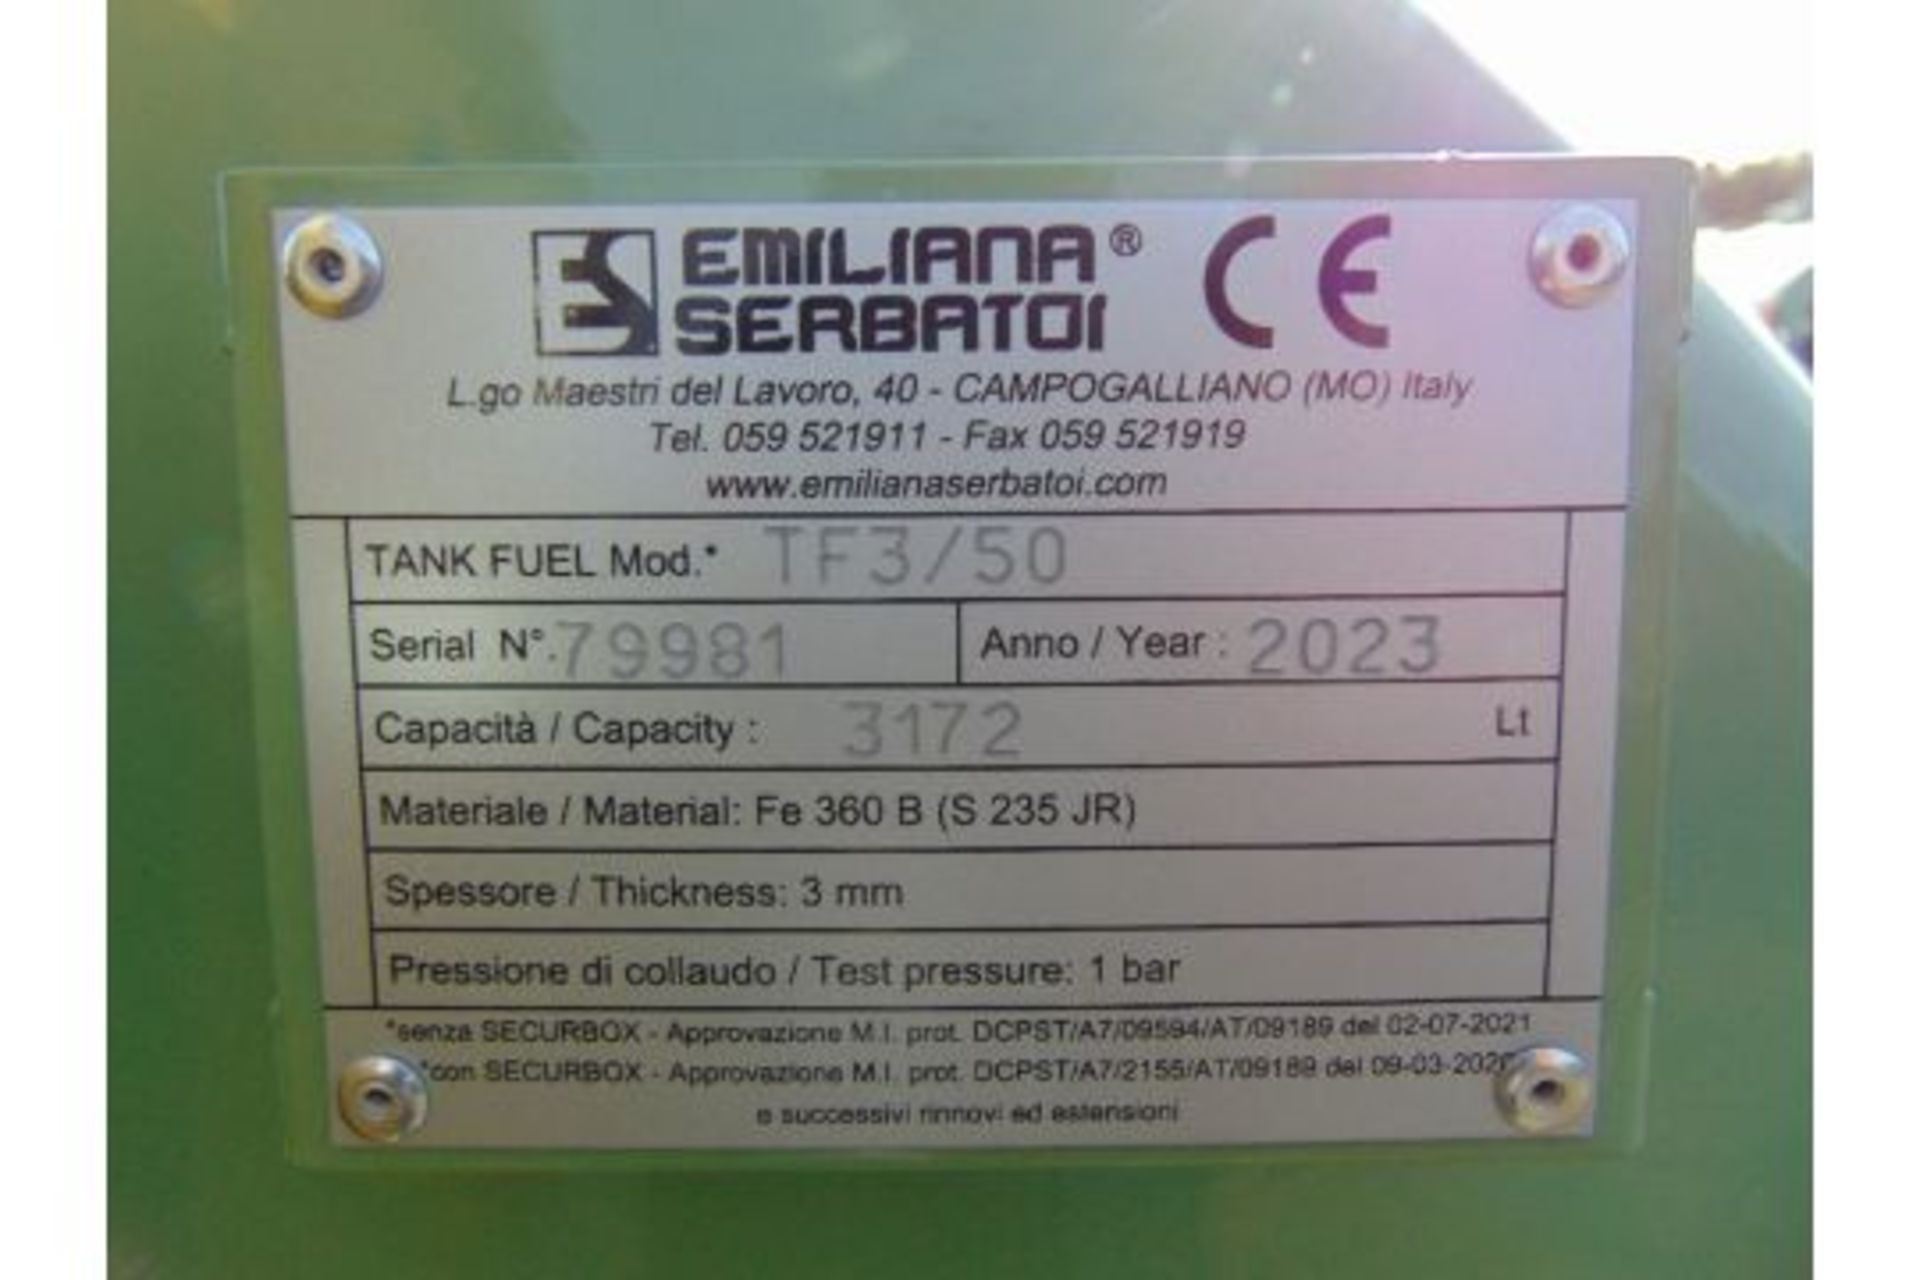 ES EMILIANA® CE
SERBATOI
L.go Maestri del Lavoro, 40 - CAMPOGALLIANO (MO) Italy
Tel. 059 521911 - Fax 059 521919
www.emilianaserbatoi.com
TANK FUEL Mod.* TF3/50
Serial N°. 79981 Anno / Year : 2023
Capacità / Capacity : 3172 Lt
Materiale / Material: Fe 360 B (S 235 JR)
Spessore / Thickness: 3 mm
Pressione di collaudo / Test pressure: 1 bar
*senza SECURBOX - Approvazione M.I. prot. DCPST/A7/09594/AT/09189 del 02-07-2021
*con SECURBOX - Approvazione M.I. prot. DCPST/A7/2155/AT/09189 del
e successivi rinnovi ed estensioni